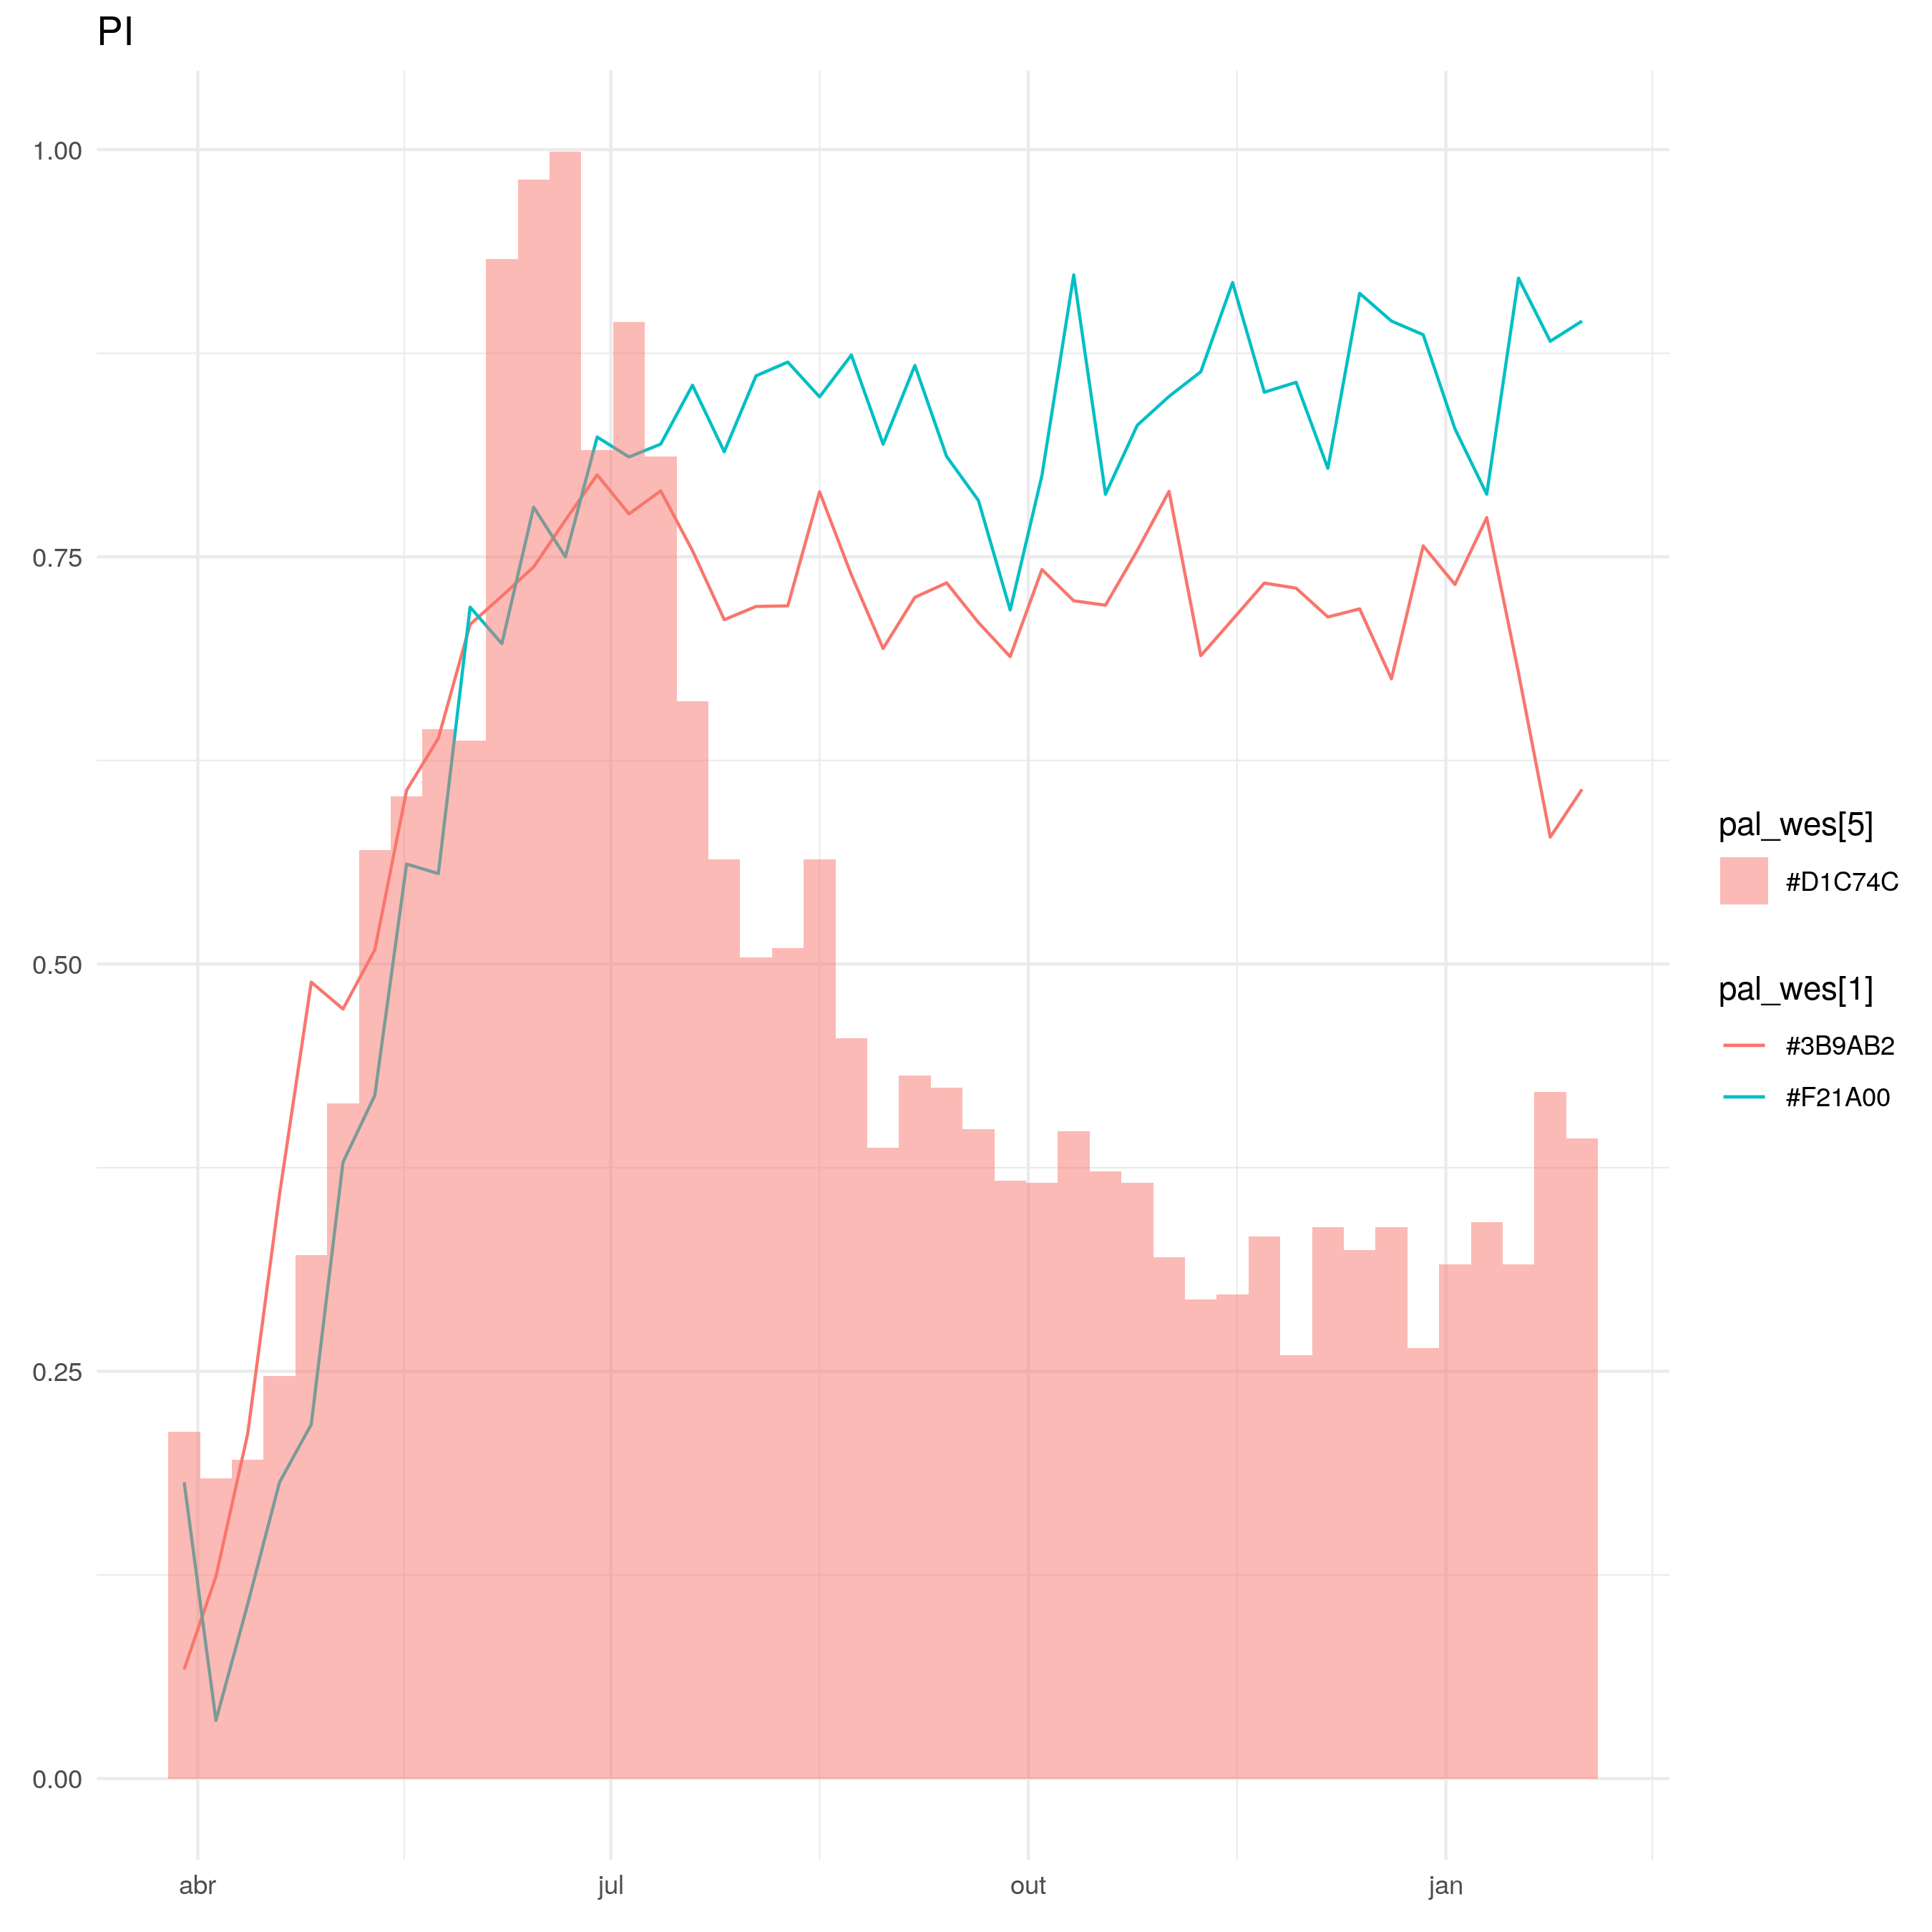 PI
1.00
0.75
0.50
0.25
0.00
abr
jul
out
jan
pal_wes[5]
#D1C74C
pal_wes[1]
#3B9AB2
#F21A00